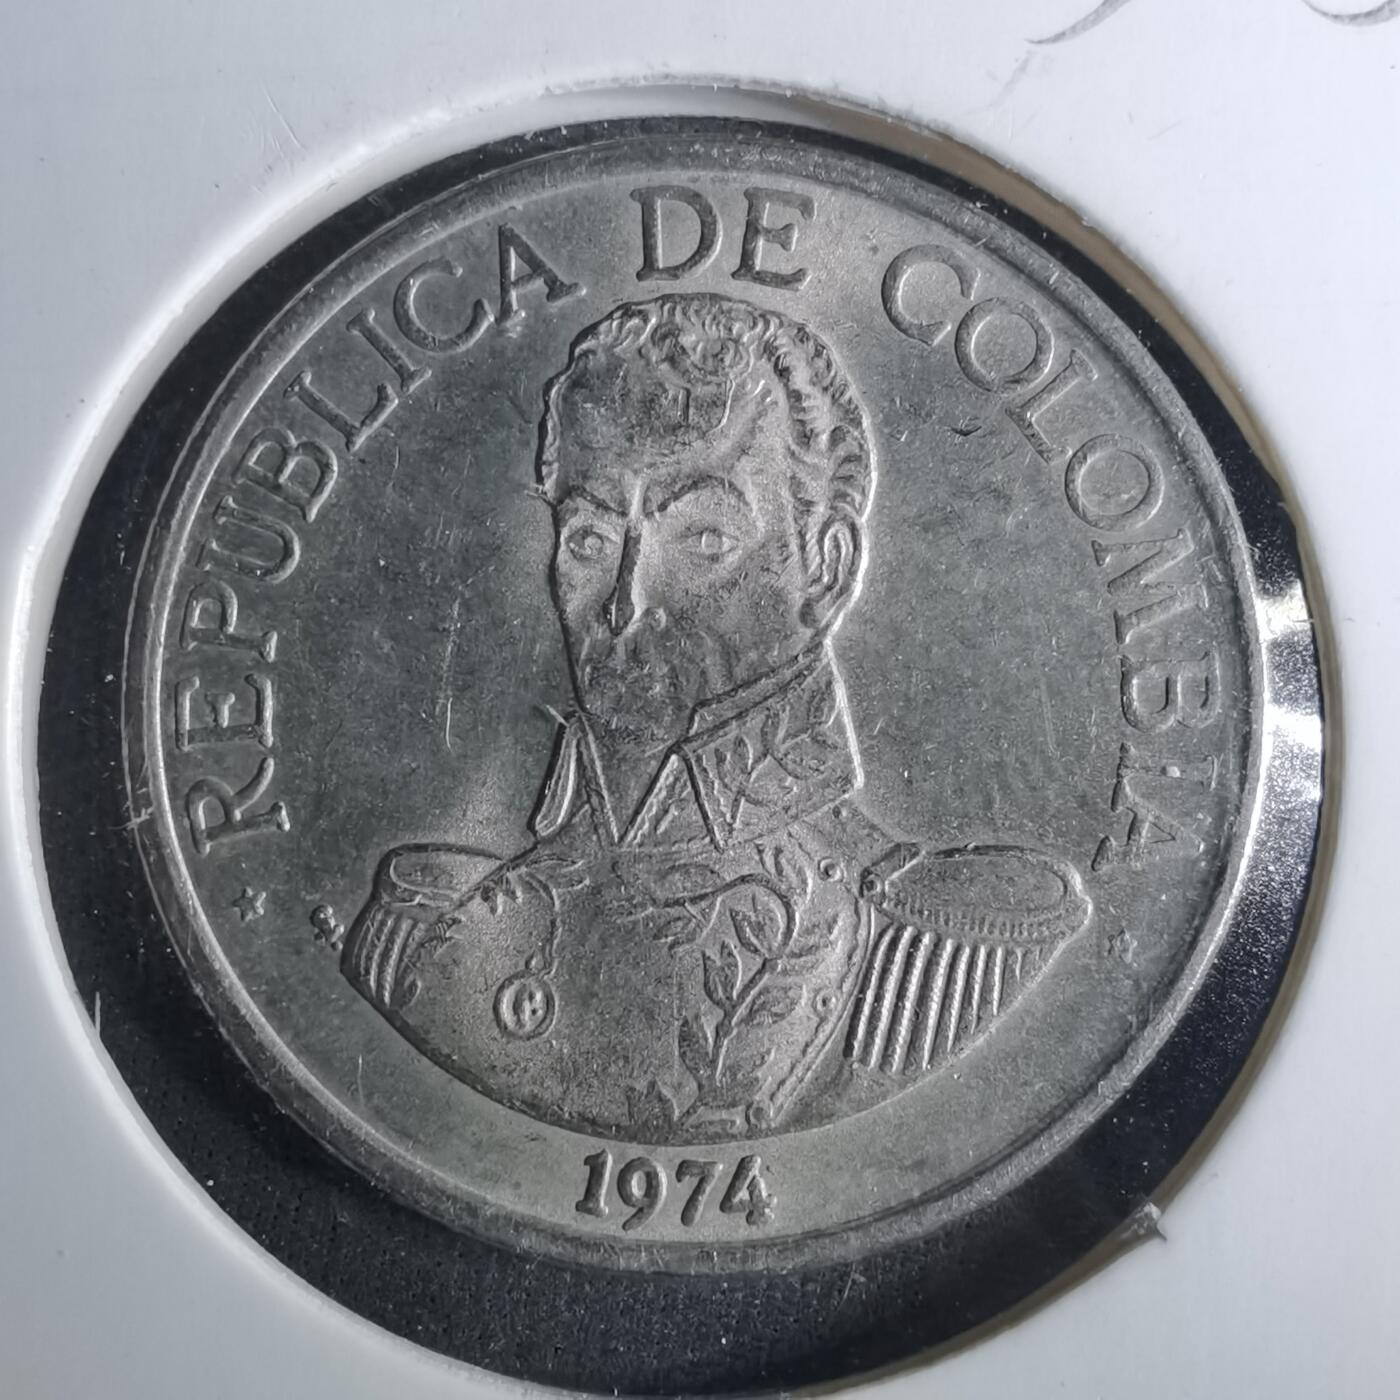 REPUBLICA DE COLOMBIA
1974